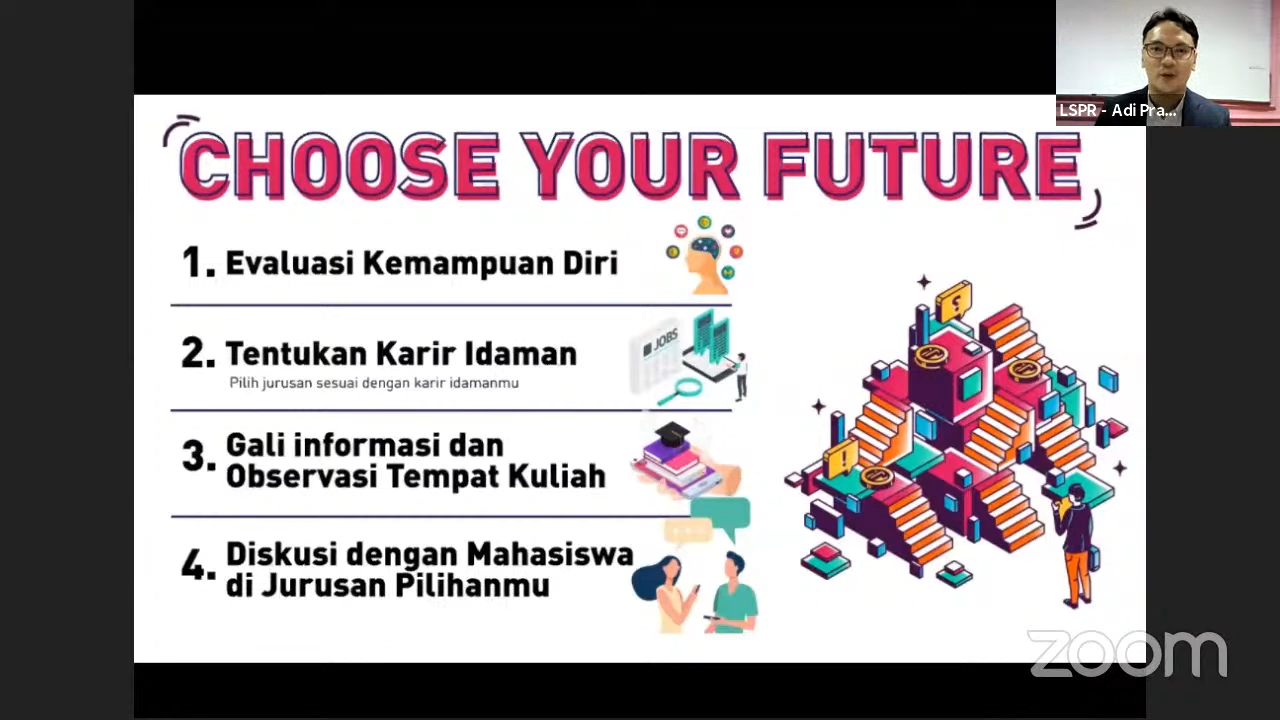 LSPR - Adi Pra...
CHOOSE YOUR FUTURE
1. Evaluasi Kemampuan Diri
2. Tentukan Karir Idaman
Pilih jurusan sesuai dengan karir idamanmu
JOBS
3. Gali informasi dan
Observasi Tempat Kuliah
4. Diskusi dengan Mahasiswa
di Jurusan Pilihanmu
?
!
zoom